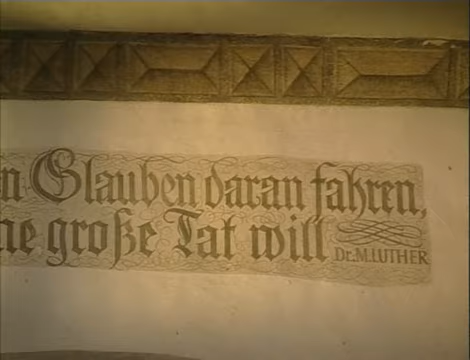 n Glauben daran fahren,
ne große Tat will
Dr. M. LUTHER